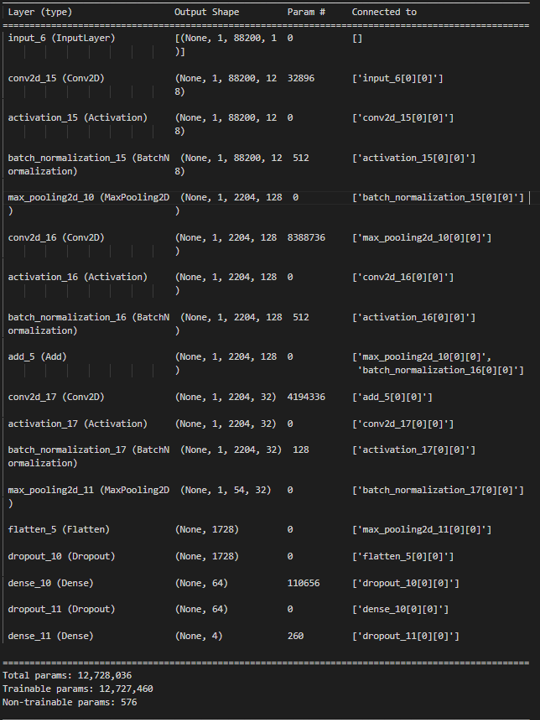 Layer (type) Output Shape Param # Connected to
==================================================================================================
input_6 (InputLayer) [(None, 1, 88200, 1 0 []
)]
conv2d_15 (Conv2D) (None, 1, 88200, 12 32896 ['input_6[0][0]']
8)
activation_15 (Activation) (None, 1, 88200, 12 0 ['conv2d_15[0][0]']
8)
batch_normalization_15 (BatchN (None, 1, 88200, 12 512 ['activation_15[0][0]']
ormalization) 8)
max_pooling2d_10 (MaxPooling2D (None, 1, 2204, 128 0 ['batch_normalization_15[0][0]']
) )
conv2d_16 (Conv2D) (None, 1, 2204, 128 8388736 ['max_pooling2d_10[0][0]']
)
activation_16 (Activation) (None, 1, 2204, 128 0 ['conv2d_16[0][0]']
)
batch_normalization_16 (BatchN (None, 1, 2204, 128 512 ['activation_16[0][0]']
ormalization) )
add_5 (Add) (None, 1, 2204, 128 0 ['max_pooling2d_10[0][0]',
) 'batch_normalization_16[0][0]']
conv2d_17 (Conv2D) (None, 1, 2204, 32) 4194336 ['add_5[0][0]']
activation_17 (Activation) (None, 1, 2204, 32) 0 ['conv2d_17[0][0]']
batch_normalization_17 (BatchN (None, 1, 2204, 32) 128 ['activation_17[0][0]']
ormalization)
max_pooling2d_11 (MaxPooling2D (None, 1, 54, 32) 0 ['batch_normalization_17[0][0]']
)
flatten_5 (Flatten) (None, 1728) 0 ['max_pooling2d_11[0][0]']
dropout_10 (Dropout) (None, 1728) 0 ['flatten_5[0][0]']
dense_10 (Dense) (None, 64) 110656 ['dropout_10[0][0]']
dropout_11 (Dropout) (None, 64) 0 ['dense_10[0][0]']
dense_11 (Dense) (None, 4) 260 ['dropout_11[0][0]']
==================================================================================================
Total params: 12,728,036
Trainable params: 12,727,460
Non-trainable params: 576